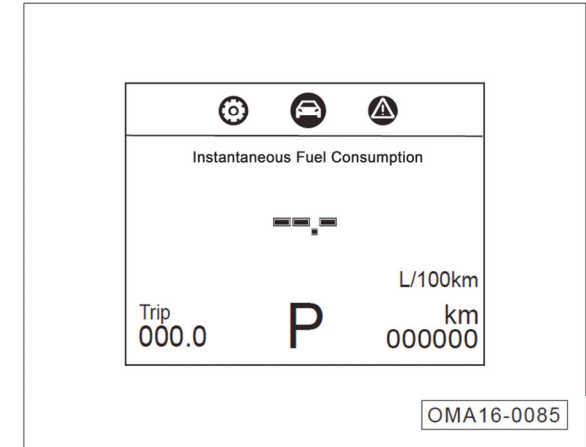 Instantaneous Fuel Consumption
--.-
L/100km
Trip
000.0
P
km
000000
OMA16-0085